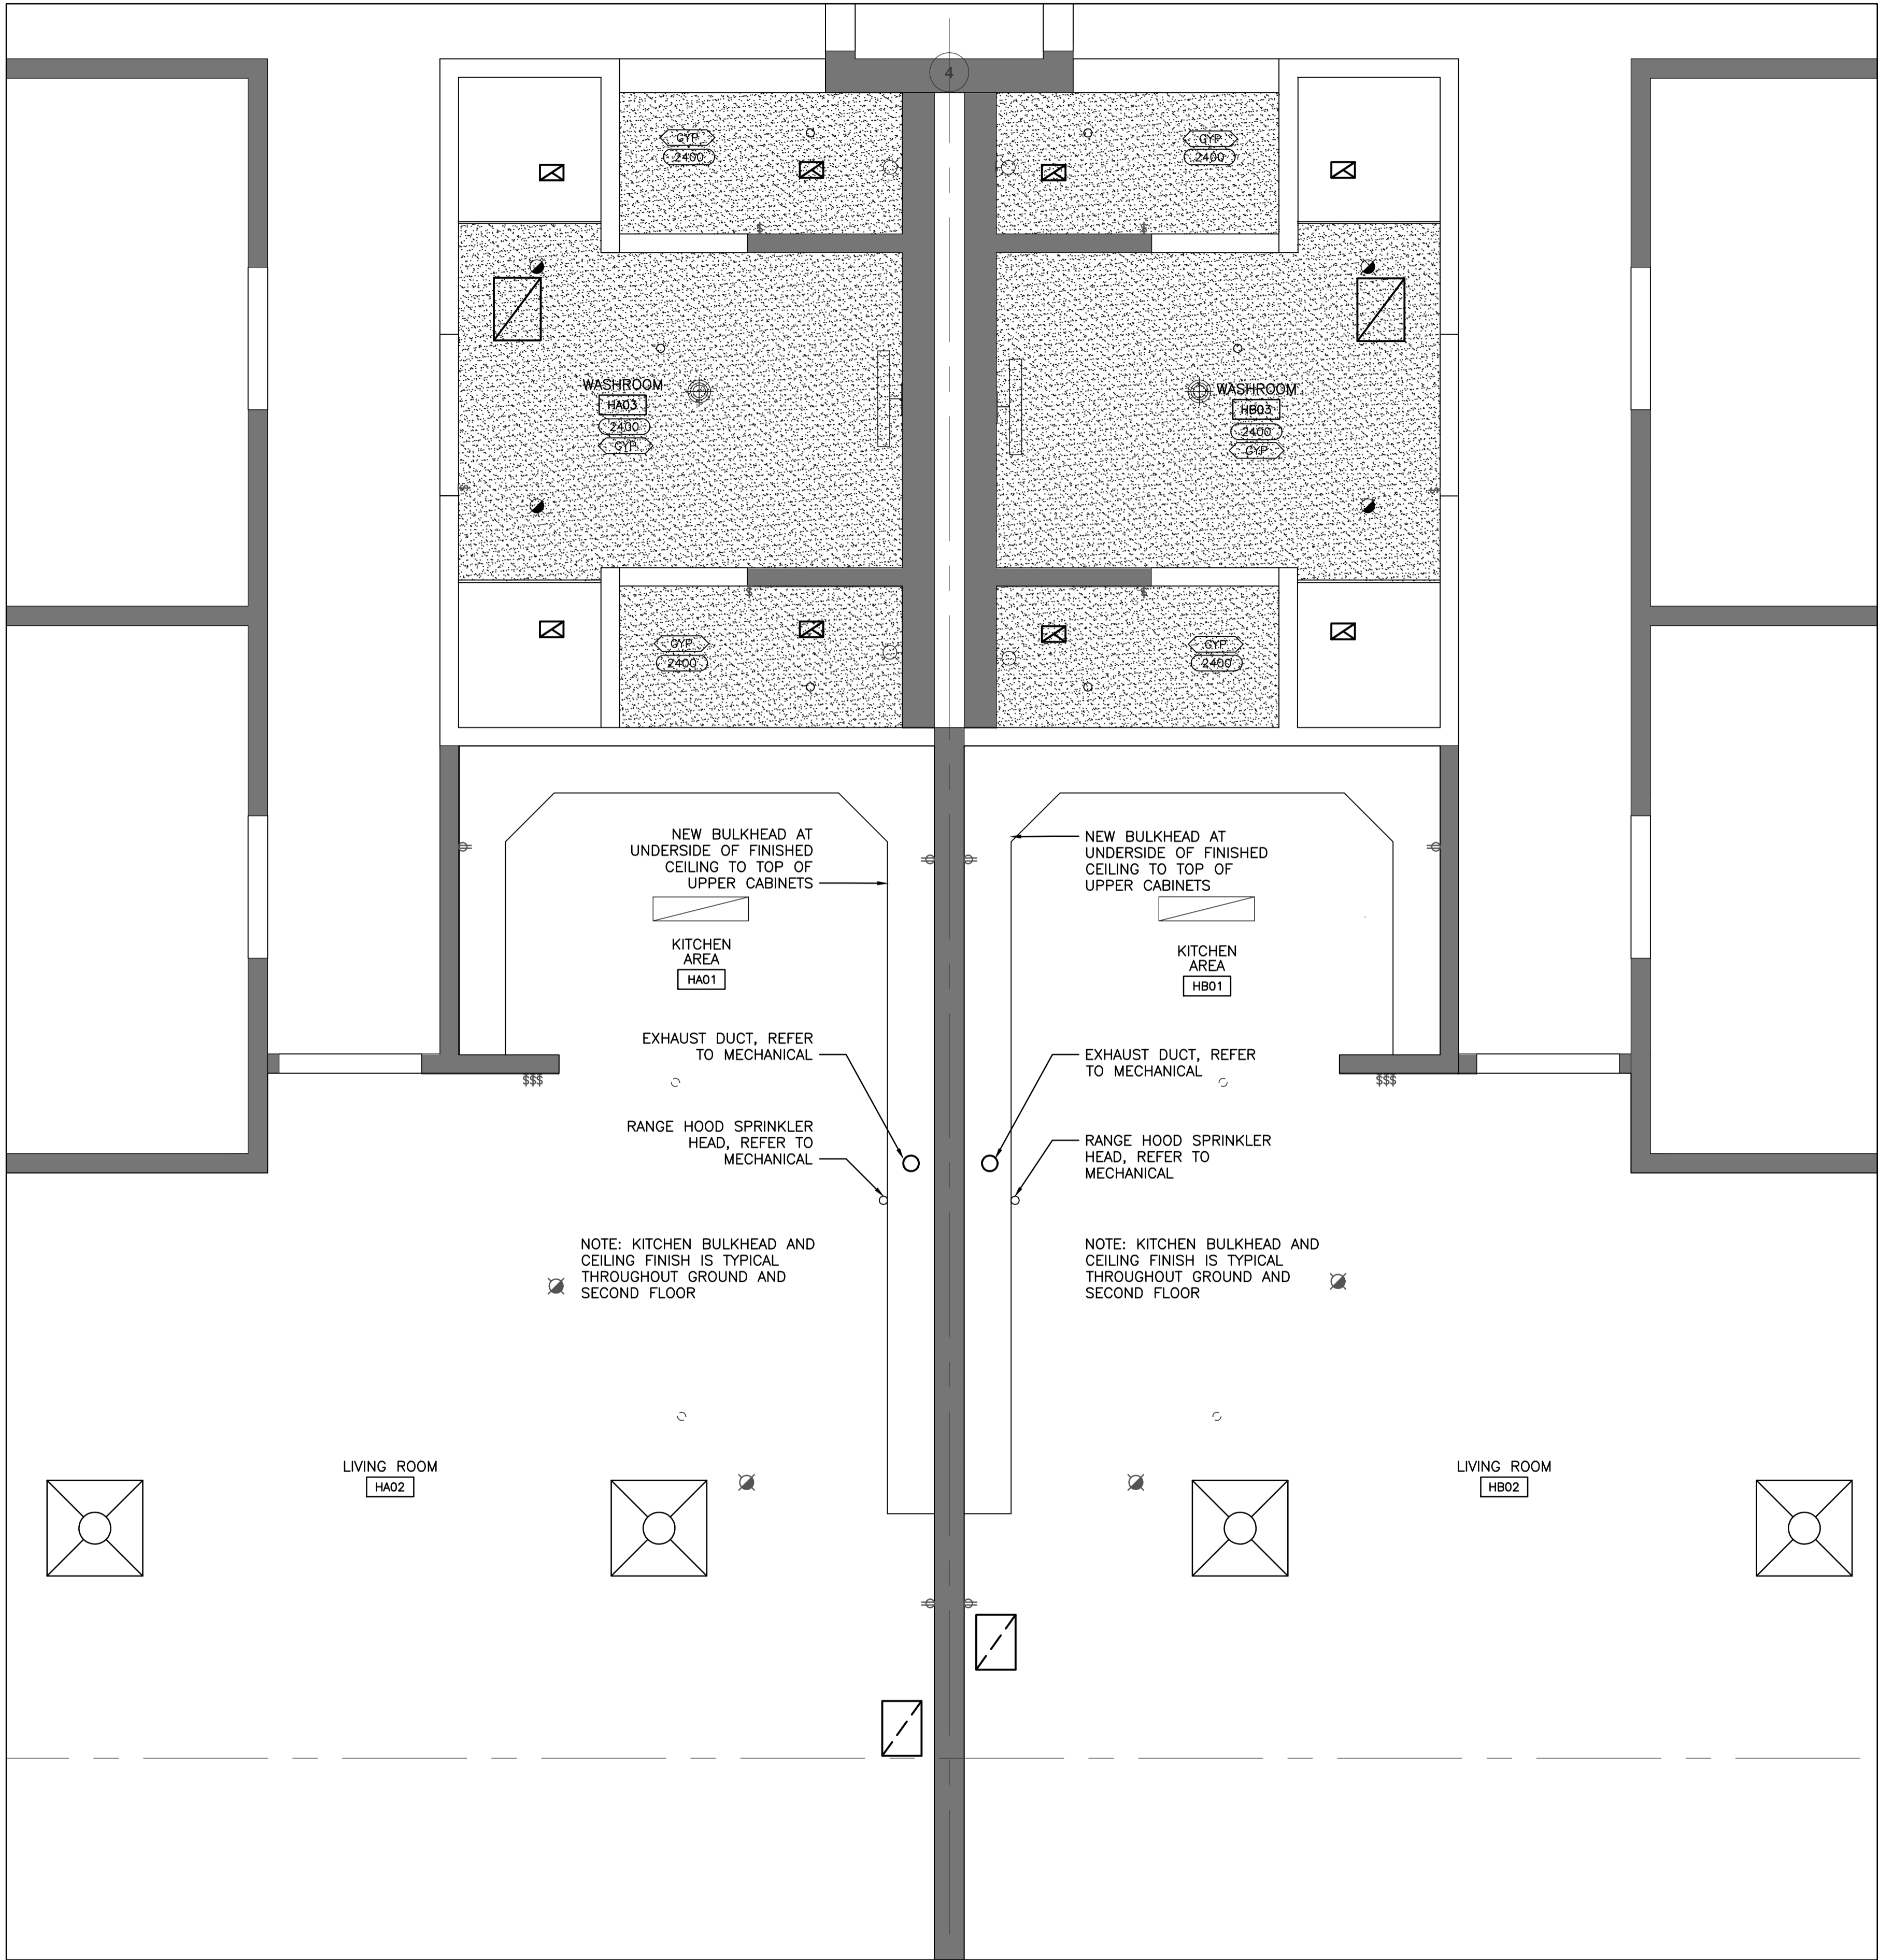 4
GYP
2400
GYP
2400
$
$
WASHROOM
HA03
2400
GYP
WASHROOM
HB03
2400
GYP
$
$
$
$
GYP
2400
GYP
2400
NEW BULKHEAD AT
UNDERSIDE OF FINISHED
CEILING TO TOP OF
UPPER CABINETS
NEW BULKHEAD AT
UNDERSIDE OF FINISHED
CEILING TO TOP OF
UPPER CABINETS
KITCHEN
AREA
HA01
KITCHEN
AREA
HB01
EXHAUST DUCT, REFER
TO MECHANICAL
EXHAUST DUCT, REFER
TO MECHANICAL
$$$
$$$
RANGE HOOD SPRINKLER
HEAD, REFER TO
MECHANICAL
RANGE HOOD SPRINKLER
HEAD, REFER TO
MECHANICAL
NOTE: KITCHEN BULKHEAD AND
CEILING FINISH IS TYPICAL
THROUGHOUT GROUND AND
SECOND FLOOR
NOTE: KITCHEN BULKHEAD AND
CEILING FINISH IS TYPICAL
THROUGHOUT GROUND AND
SECOND FLOOR
LIVING ROOM
HA02
LIVING ROOM
HB02